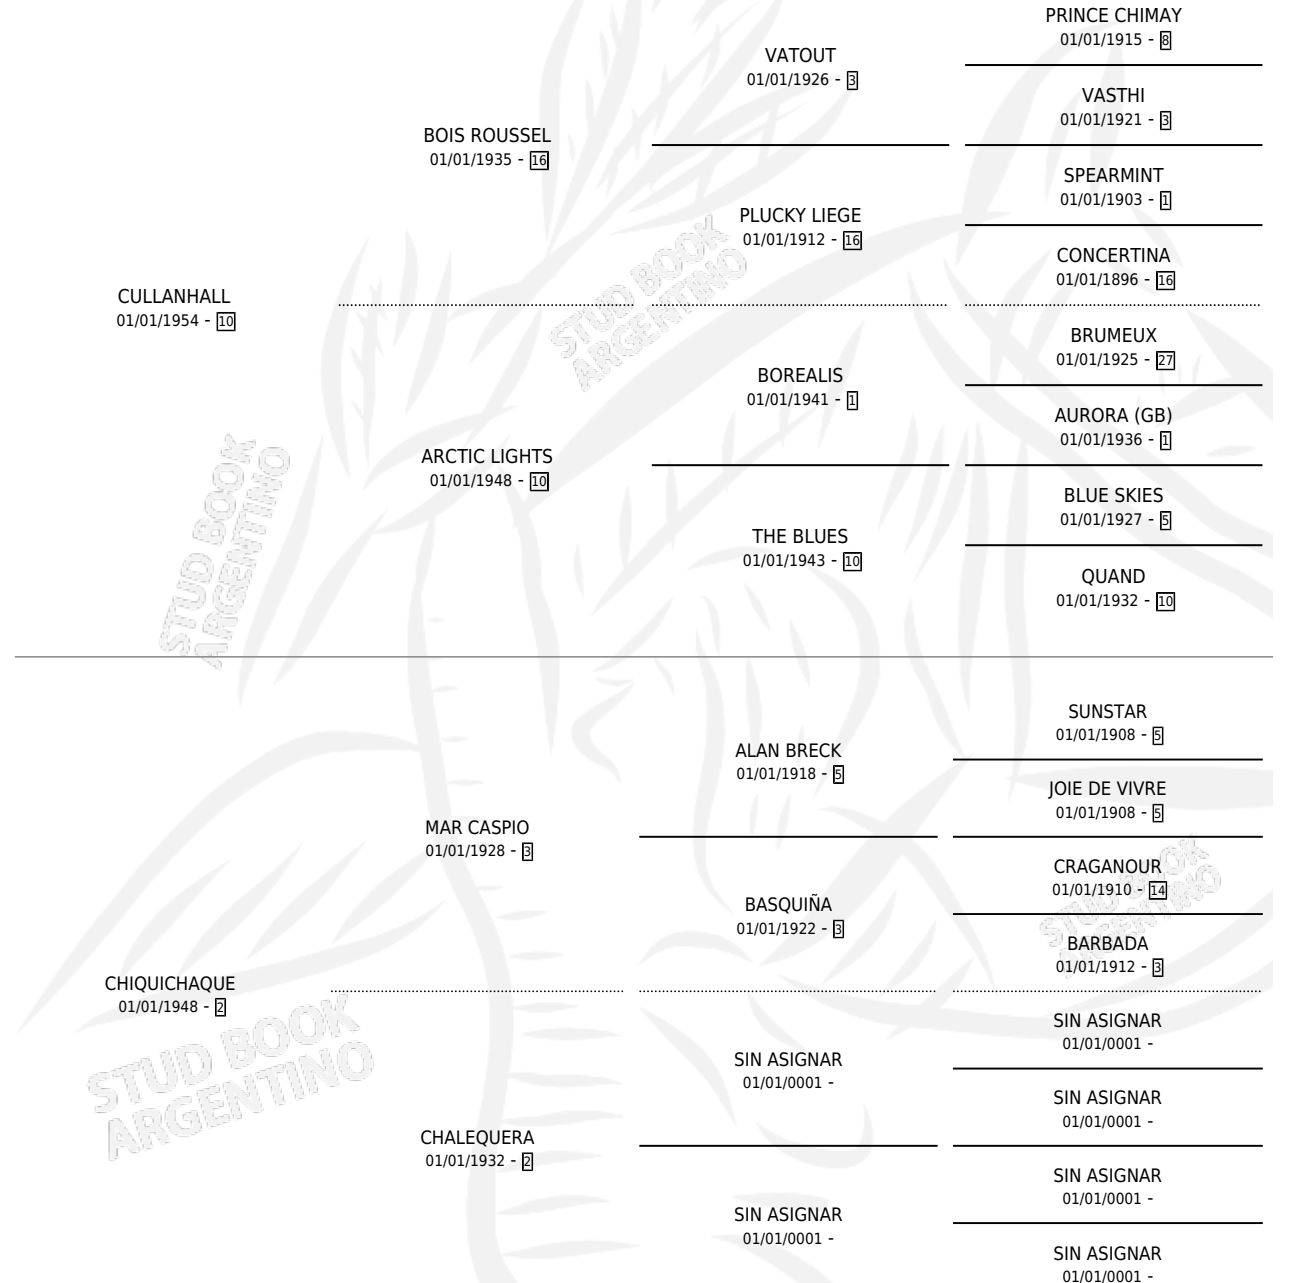 PRINCE CHIMAY
01/01/1915 - 8
VATOUT
01/01/1926 - 3
VASTHI
01/01/1921 - 3
BOIS ROUSSEL
01/01/1935 - 16
SPEARMINT
01/01/1903 - 1
PLUCKY LIEGE
01/01/1912 - 16
CONCERTINA
01/01/1896 - 16
CULLANHALL
01/01/1954 - 10
BRUMEUX
01/01/1925 - 27
BOREALIS
01/01/1941 - 1
AURORA (GB)
01/01/1936 - 1
ARCTIC LIGHTS
01/01/1948 - 10
BLUE SKIES
01/01/1927 - 5
THE BLUES
01/01/1943 - 10
QUAND
01/01/1932 - 10
STUD BOOK
ARGENTINO
STUD BOOK
ARGENTINO
SUNSTAR
01/01/1908 - 5
ALAN BRECK
01/01/1918 - 5
JOIE DE VIVRE
01/01/1908 - 5
MAR CASPIO
01/01/1928 - 3
CRAGANOUR
01/01/1910 - 14
BASQUIÑA
01/01/1922 - 3
BARBADA
01/01/1912 - 3
CHIQUICHAQUE
01/01/1948 - 2
SIN ASIGNAR
01/01/0001 -
SIN ASIGNAR
01/01/0001 -
SIN ASIGNAR
01/01/0001 -
CHALEQUERA
01/01/1932 - 2
SIN ASIGNAR
01/01/0001 -
SIN ASIGNAR
01/01/0001 -
SIN ASIGNAR
01/01/0001 -
STUD BOOK
ARGENTINO
STUD BOOK
ARGENTINO